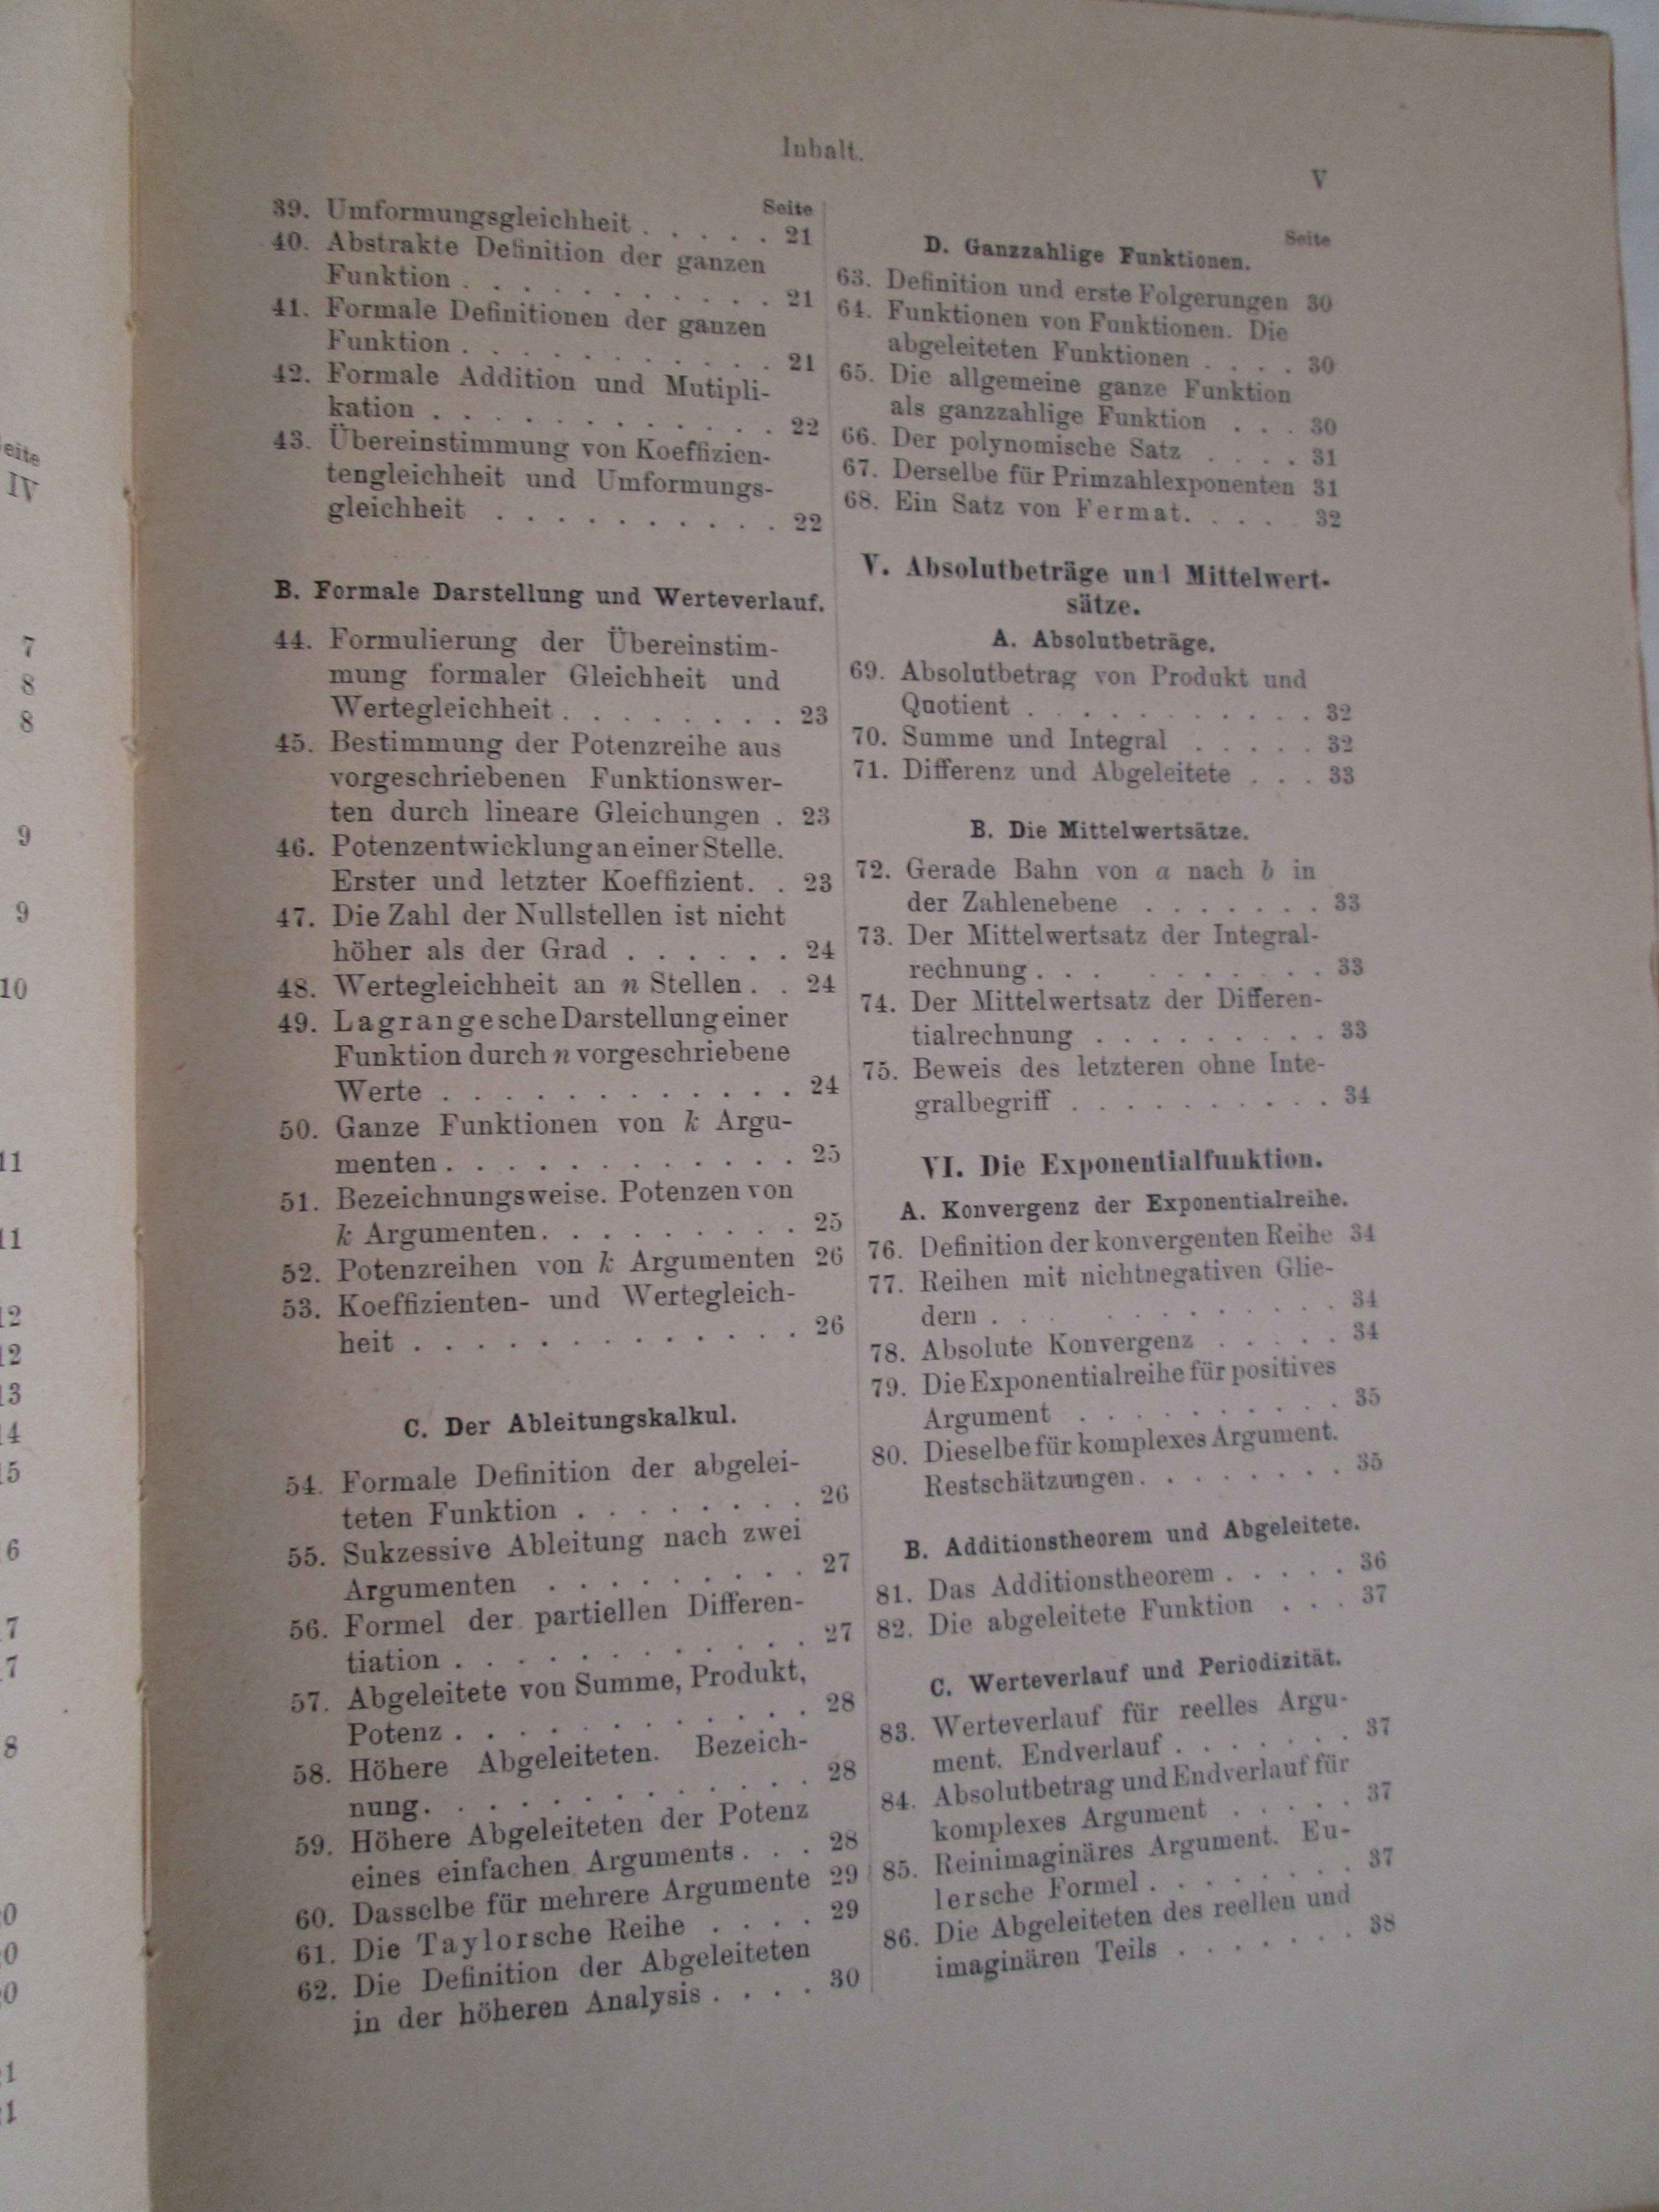 Inhalt.
V
Seite
39. Umformungsgleichheit . . . . . 21
40. Abstrakte Definition der ganzen
Funktion . . . . . . . . . . . 21
41. Formale Definitionen der ganzen
Funktion . . . . . . . . . . . 21
42. Formale Addition und Mutipli-
kation . . . . . . . . . . . . 22
43. Übereinstimmung von Koeffizien-
tengleichheit und Umformungs-
gleichheit . . . . . . . . . . 22
B. Formale Darstellung und Werteverlauf.
44. Formulierung der Übereinstim-
mung formaler Gleichheit und
Wertegleichheit . . . . . . . . 23
45. Bestimmung der Potenzreihe aus
vorgeschriebenen Funktionswer-
ten durch lineare Gleichungen . 23
46. Potenzentwicklung an einer Stelle.
Erster und letzter Koeffizient . . 23
47. Die Zahl der Nullstellen ist nicht
höher als der Grad . . . . . . 24
48. Wertegleichheit an n Stellen . . 24
49. Lagrangesche Darstellung einer
Funktion durch n vorgeschriebene
Werte . . . . . . . . . . . . 24
50. Ganze Funktionen von k Argu-
menten . . . . . . . . . . . . 25
51. Bezeichnungsweise. Potenzen von
k Argumenten . . . . . . . . . 25
52. Potenzreihen von k Argumenten 26
53. Koeffizienten- und Wertegleich-
heit . . . . . . . . . . . . . 26
C. Der Ableitungskalkul.
54. Formale Definition der abgelei-
teten Funktion . . . . . . . . 26
55. Sukzessive Ableitung nach zwei
Argumenten . . . . . . . . . 27
56. Formel der partiellen Differen-
tiation . . . . . . . . . . . . 27
57. Abgeleitete von Summe, Produkt,
Potenz . . . . . . . . . . . . 28
58. Höhere Abgeleiteten. Bezeich-
nung. . . . . . . . . . . . . 28
59. Höhere Abgeleiteten der Potenz
eines einfachen Arguments . . . 28
60. Dasselbe für mehrere Argumente 29
61. Die Taylorsche Reihe . . . . 29
62. Die Definition der Abgeleiteten
in der höheren Analysis . . . . 30
Seite
D. Ganzzahlige Funktionen.
63. Definition und erste Folgerungen 30
64. Funktionen von Funktionen. Die
abgeleiteten Funktionen . . . . 30
65. Die allgemeine ganze Funktion
als ganzzahlige Funktion . . . 30
66. Der polynomische Satz . . . . 31
67. Derselbe für Primzahlexponenten 31
68. Ein Satz von Fermat. . . . . 32
V. Absolutbeträge und Mittelwert-
sätze.
A. Absolutbeträge.
69. Absolutbetrag von Produkt und
Quotient . . . . . . . . . . 32
70. Summe und Integral . . . . . 32
71. Differenz und Abgeleitete . . . 33
B. Die Mittelwertsätze.
72. Gerade Bahn von a nach b in
der Zahlenebene . . . . . . . 33
73. Der Mittelwertsatz der Integral-
rechnung . . . . . . . . . . 33
74. Der Mittelwertsatz der Differen-
tialrechnung . . . . . . . . . 33
75. Beweis des letzteren ohne Inte-
gralbegriff . . . . . . . . . . 34
VI. Die Exponentialfunktion.
A. Konvergenz der Exponentialreihe.
76. Definition der konvergenten Reihe 34
77. Reihen mit nichtnegativen Glie-
dern . . . . . . . . . . . . 34
78. Absolute Konvergenz . . . . . 34
79. Die Exponentialreihe für positives
Argument . . . . . . . . . . 35
80. Dieselbe für komplexes Argument.
Restschätzungen. . . . . . . . 35
B. Additionstheorem und Abgeleitete.
81. Das Additionstheorem . . . . . 36
82. Die abgeleitete Funktion . . . 37
C. Werteverlauf und Periodizität.
83. Werteverlauf für reelles Argu-
ment. Endverlauf . . . . . . . 37
84. Absolutbetrag und Endverlauf für
komplexes Argument . . . . . 37
85. Reinimaginäres Argument. Eu-
lersche Formel . . . . . . . . 37
86. Die Abgeleiteten des reellen und
imaginären Teils . . . . . . . 38